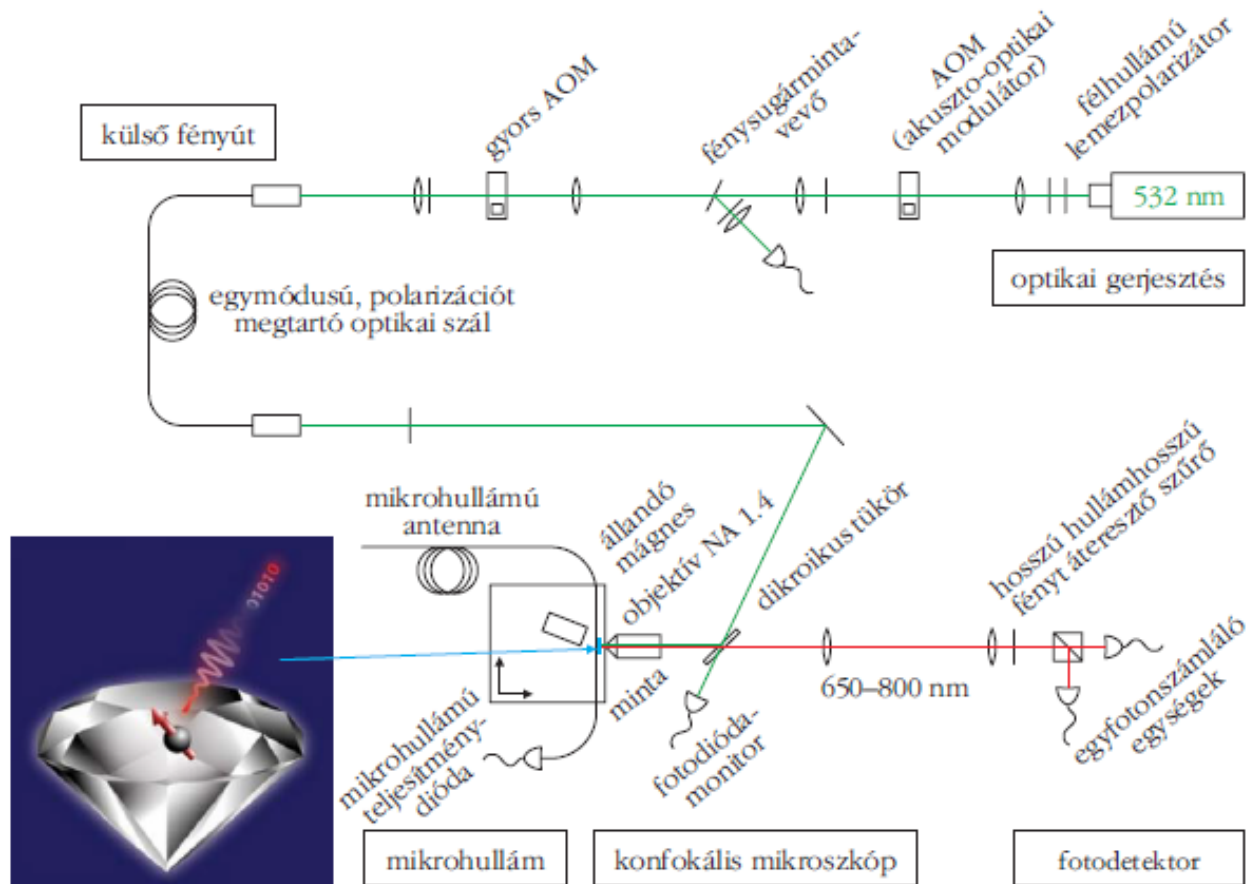 külső fényút
gyors AOM
fénysugárminta-
vevő
AOM
(akuszto-optikai
modulátor)
félhullámú
lemezpolarizátor
532 nm
optikai gerjesztés
egymódusú, polarizációt
megtartó optikai szál
mikrohullámú
antenna
állandó
mágnes
objektív NA 1.4
dikroikus tükör
hosszú hullámhosszú
fényt áteresztő szűrő
01010
minta
650–800 nm
mikrohullámú
teljesítmény-
dióda
fotodióda-
monitor
egyfotonszámláló
egységek
mikrohullám
konfokális mikroszkóp
fotodetektor